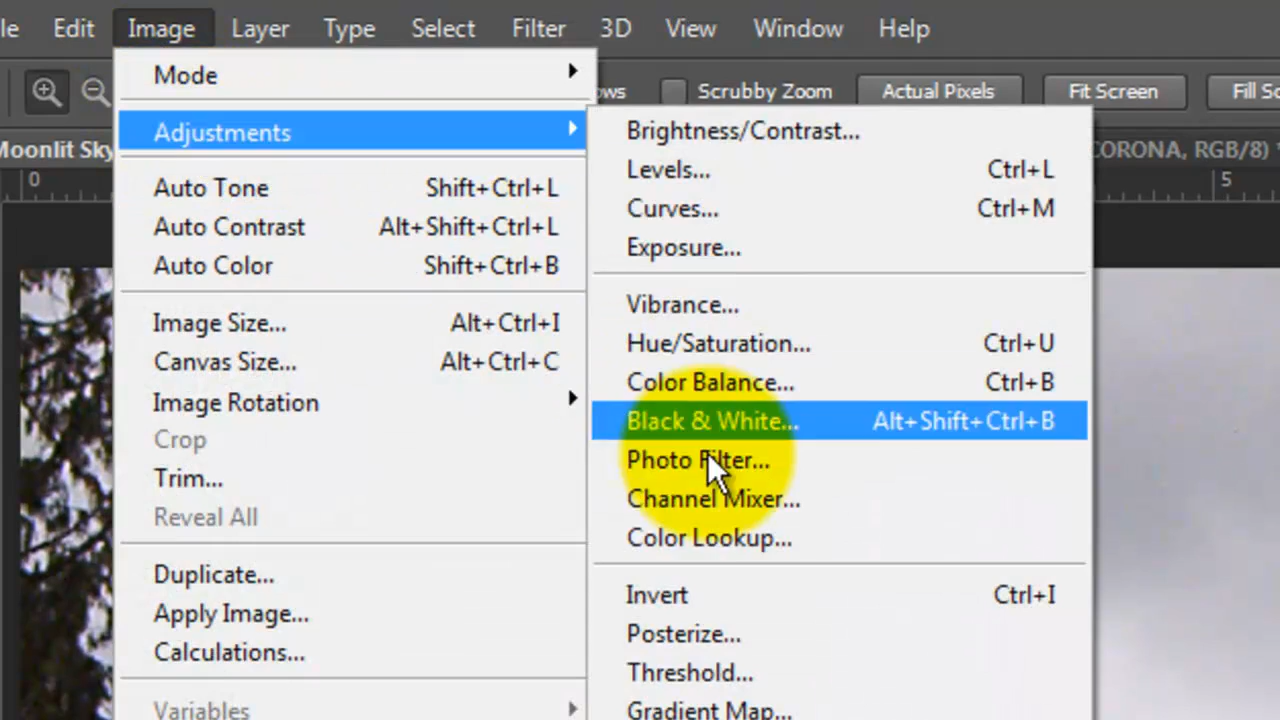 le Edit Image Layer Type Select Filter 3D View Window Help
ows Scrubby Zoom Actual Pixels Fit Screen Fill Sc
Moonlit Sky CORONA, RGB/8) *
0 5
Mode
Adjustments
Auto Tone Shift+Ctrl+L
Auto Contrast Alt+Shift+Ctrl+L
Auto Color Shift+Ctrl+B
Image Size... Alt+Ctrl+I
Canvas Size... Alt+Ctrl+C
Image Rotation
Crop
Trim...
Reveal All
Duplicate...
Apply Image...
Calculations...
Variables
Brightness/Contrast...
Levels... Ctrl+L
Curves... Ctrl+M
Exposure...
Vibrance...
Hue/Saturation... Ctrl+U
Color Balance... Ctrl+B
Black & White... Alt+Shift+Ctrl+B
Photo Filter...
Channel Mixer...
Color Lookup...
Invert Ctrl+I
Posterize...
Threshold...
Gradient Map...